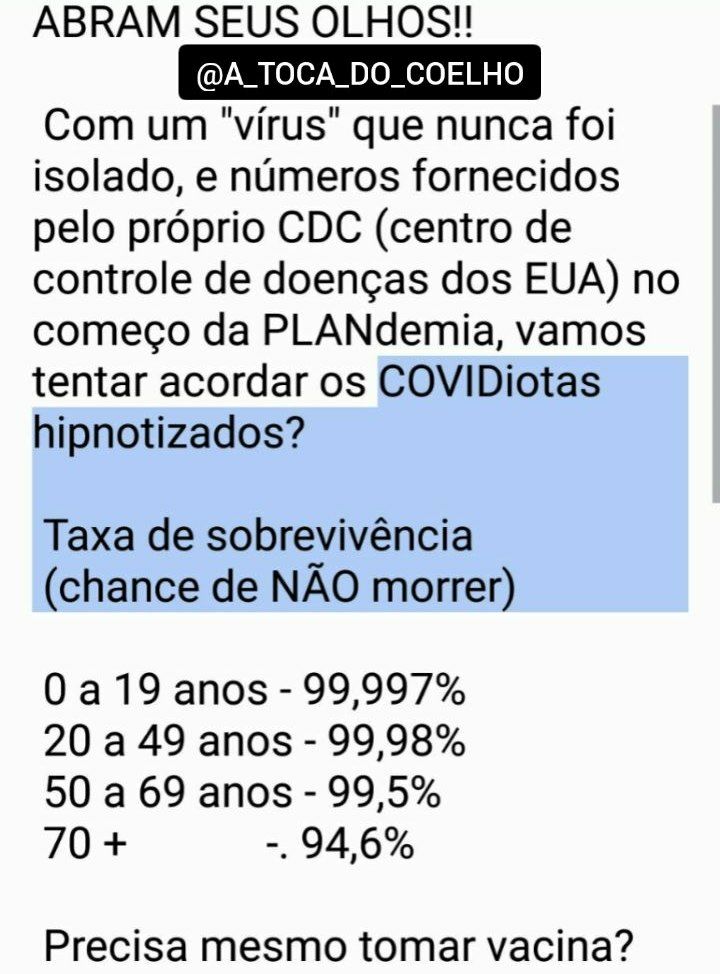 ABRAM SEUS OLHOS!!
@A_TOCA_DO_COELHO
Com um "vírus" que nunca foi
isolado, e números fornecidos
pelo próprio CDC (centro de
controle de doenças dos EUA) no
começo da PLANdemia, vamos
tentar acordar os COVIDiotas
hipnotizados?
Taxa de sobrevivência
(chance de NÃO morrer)
0 a 19 anos - 99,997%
20 a 49 anos - 99,98%
50 a 69 anos - 99,5%
70 + -. 94,6%
Precisa mesmo tomar vacina?